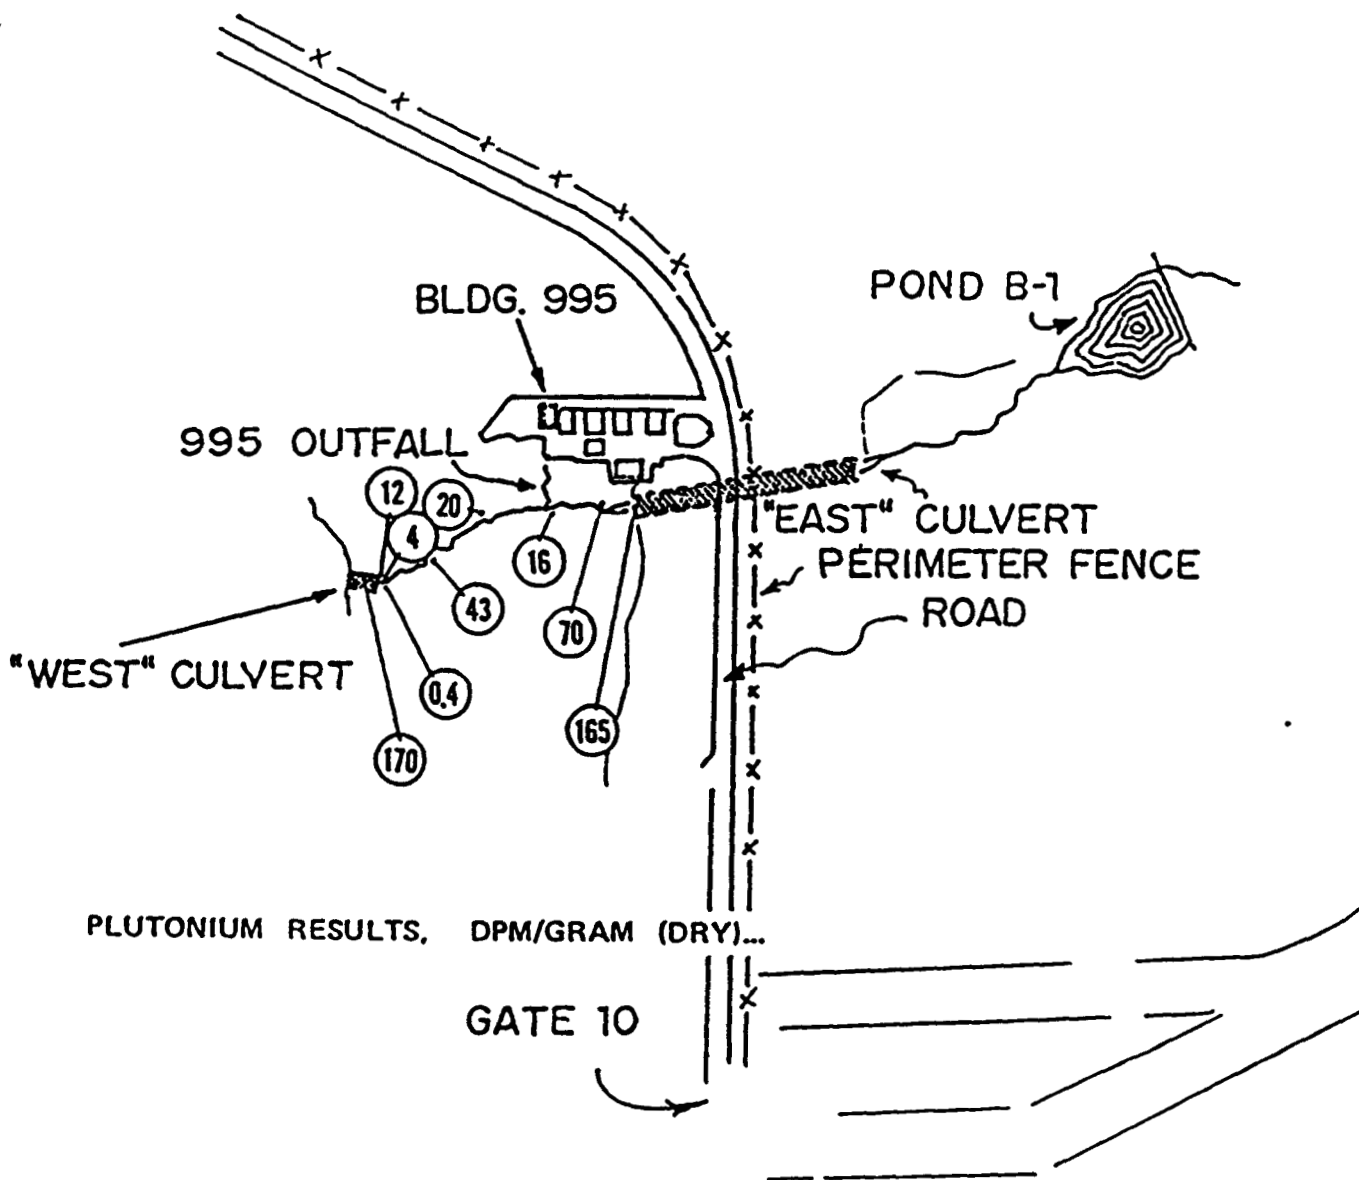 BLDG. 995
POND B-1
995 OUTFALL
12
20
4
16
43
70
0.4
165
170
"EAST" CULVERT
PERIMETER FENCE
ROAD
"WEST" CULVERT
PLUTONIUM RESULTS, DPM/GRAM (DRY)...
GATE 10